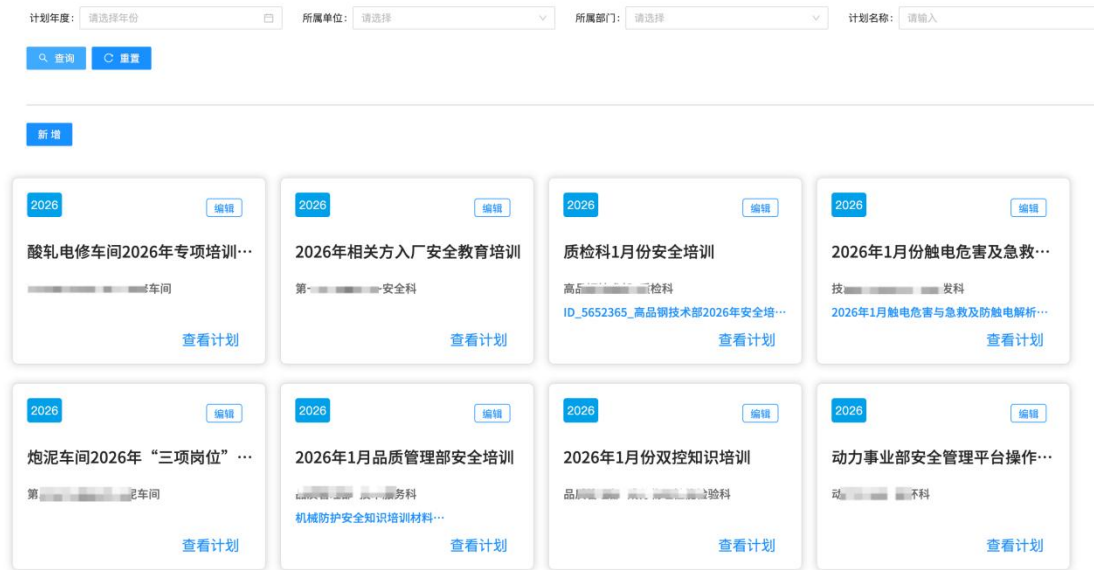 计划年度： 请选择年份 所属单位： 请选择 所属部门： 请选择 计划名称： 请输入
查询 重置
新增
2026 编辑 2026 编辑 2026 编辑 2026 编辑
酸轧电修车间2026年专项培训… 2026年相关方入厂安全教育培训 质检科1月份安全培训 2026年1月份触电危害及急救…
车间 第一 安全科 高品 检科 技 发科
ID_5652365_高品钢技术部2026年安全培… 2026年1月触电危害与急救及防触电解析…
查看计划 查看计划 查看计划 查看计划
2026 编辑 2026 编辑 2026 编辑 2026 编辑
炮泥车间2026年“三项岗位”… 2026年1月品质管理部安全培训 2026年1月份双控知识培训 动力事业部安全管理平台操作…
第 车间 务科 品 验科 动 环科
机械防护安全知识培训材料…
查看计划 查看计划 查看计划 查看计划